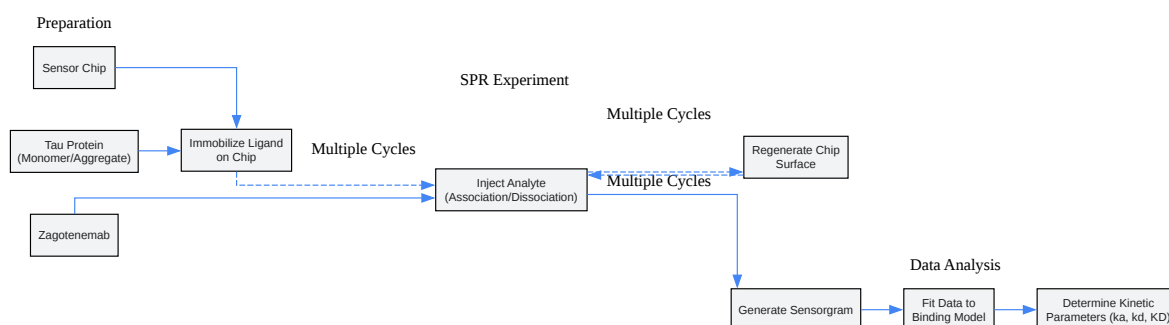 Preparation
Sensor Chip
SPR Experiment
Multiple Cycles
Tau Protein
(Monomer/Aggregate)
Immobilize Ligand
on Chip
Multiple Cycles
Regenerate Chip
Surface
Inject Analyte
(Association/Dissociation)
Multiple Cycles
Zagotenemab
Data Analysis
Generate Sensorgram
Fit Data to
Binding Model
Determine Kinetic
Parameters (ka, kd, KD)